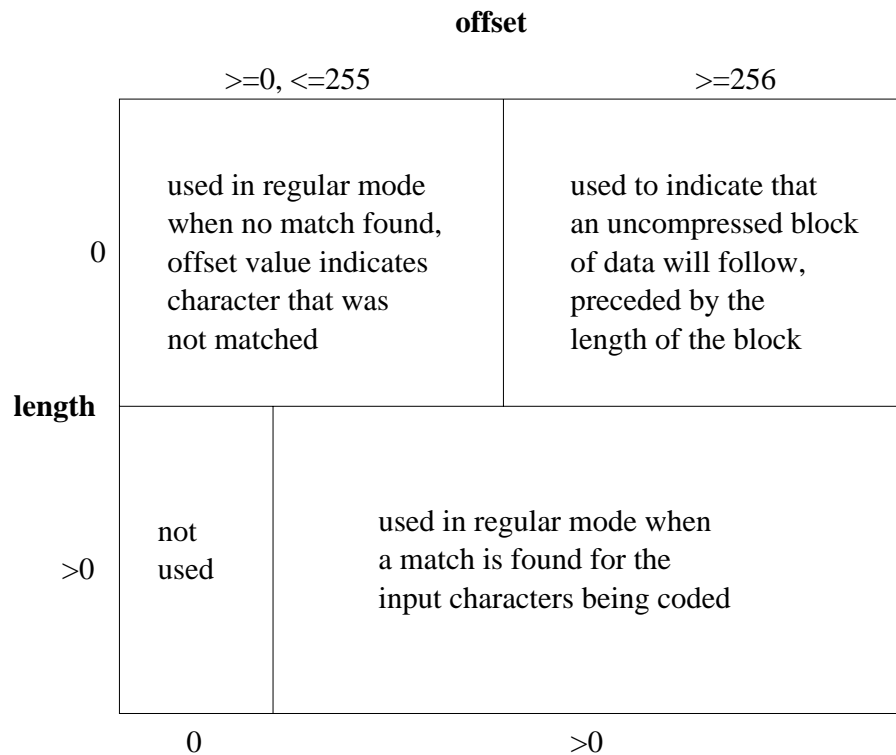 offset
>=0, <=255
>=256
used in regular mode
when no match found,
offset value indicates
character that was
not matched
used to indicate that
an uncompressed block
of data will follow,
preceded by the
length of the block
0
length
not
used
used in regular mode when
a match is found for the
input characters being coded
>0
0
>0